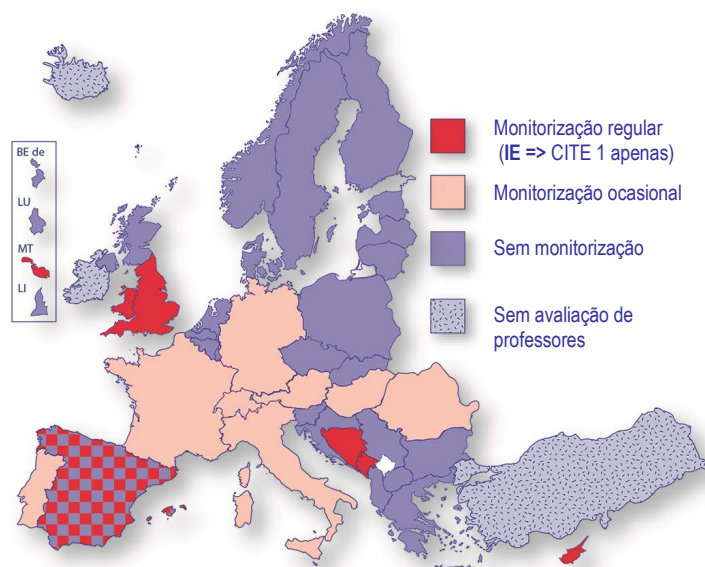 BE de
LU
MT
LI
Monitorização regular
(IE => CITE 1 apenas)
Monitorização ocasional
Sem monitorização
Sem avaliação de
professores